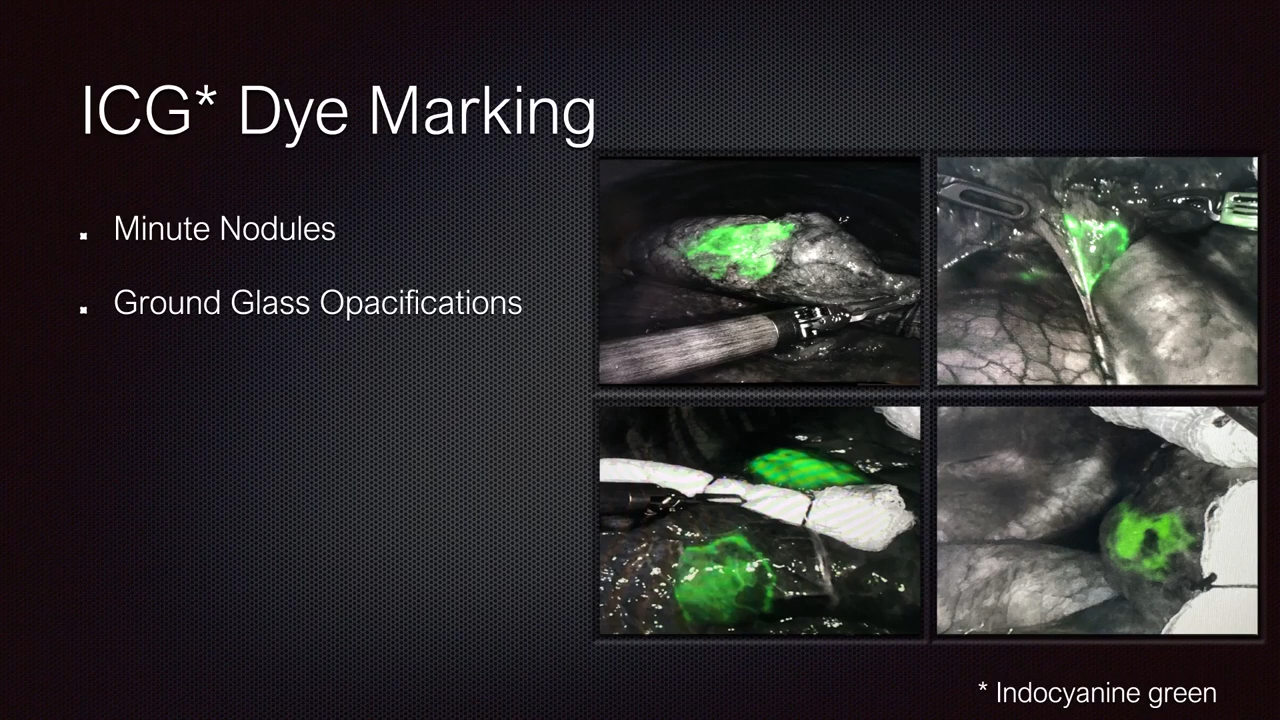 ICG* Dye Marking
Minute Nodules
Ground Glass Opacifications
* Indocyanine green